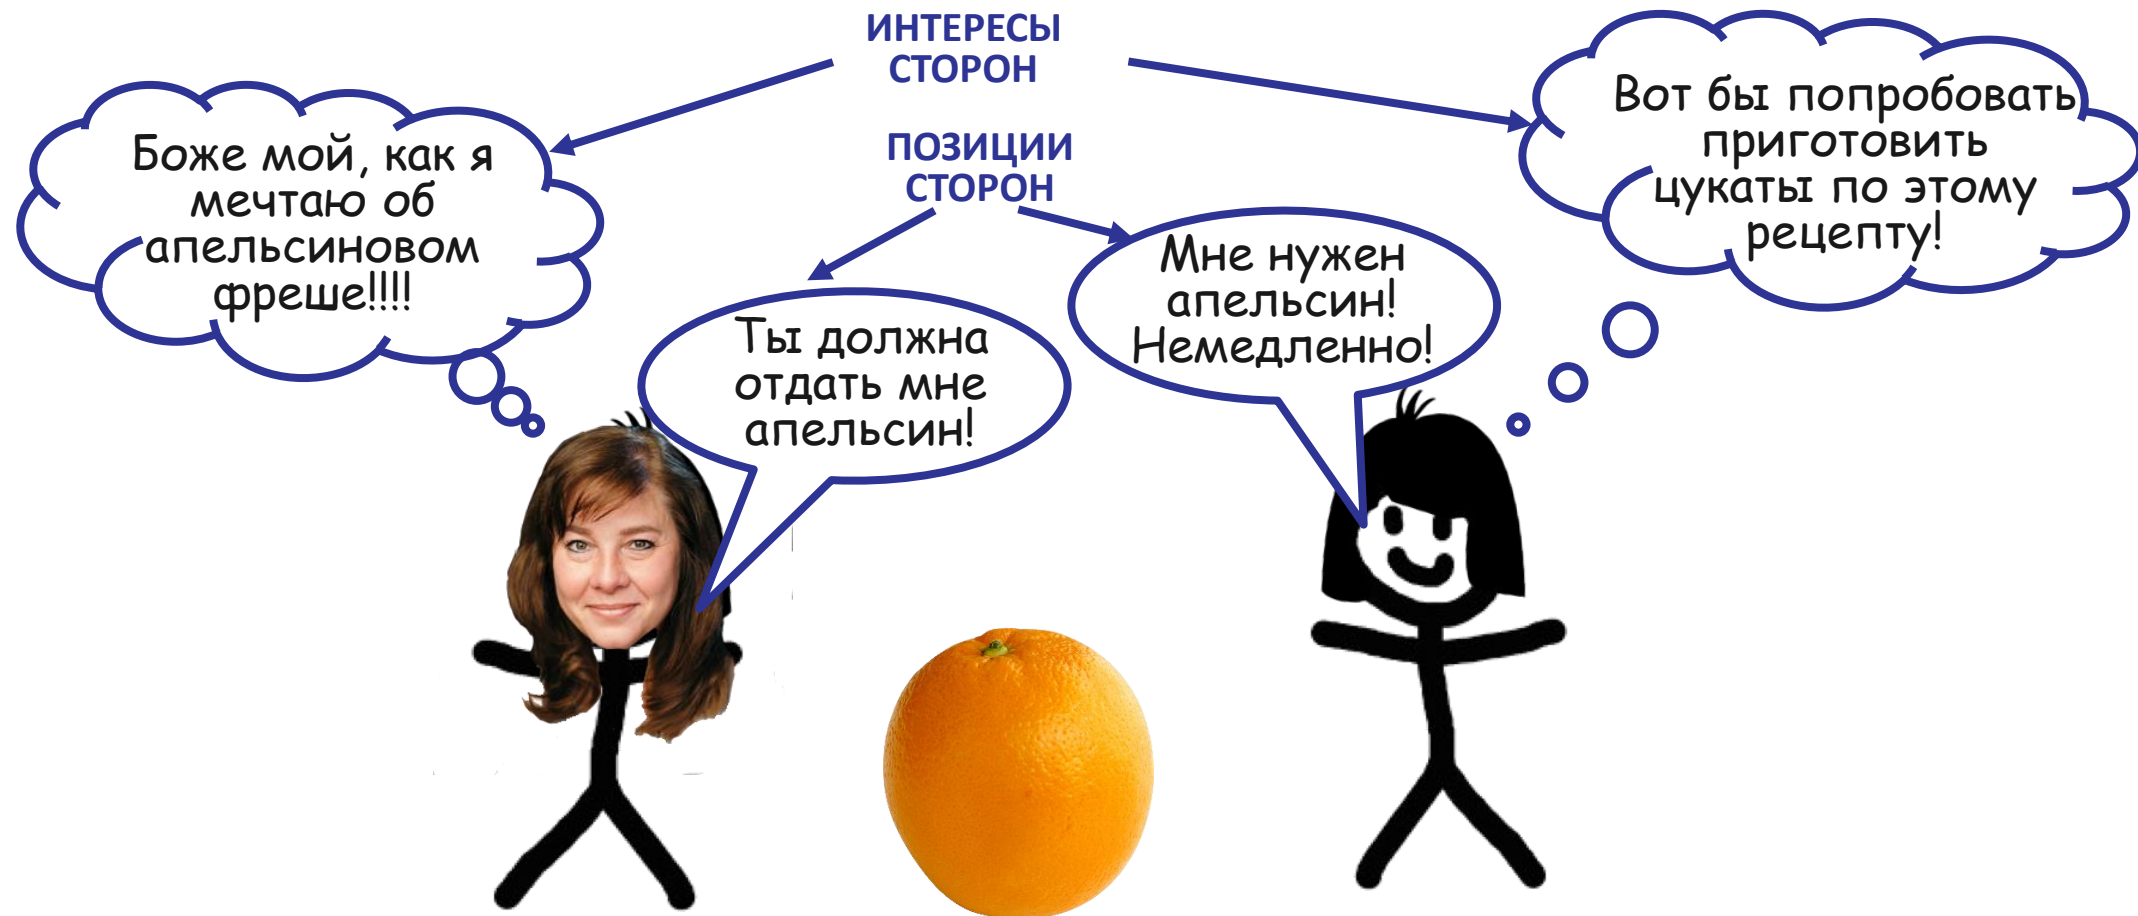 ИНТЕРЕСЫ
СТОРОН
Боже мой, как я
мечтаю об
апельсиновом
фреше!!!!
Вот бы попробовать
приготовить
цукаты по этому
рецепту!
ПОЗИЦИИ
СТОРОН
Ты должна
отдать мне
апельсин!
Мне нужен
апельсин!
Немедленно!